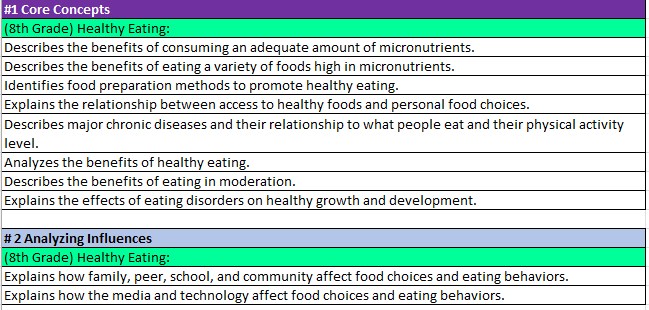 #1 Core Concepts
(8th Grade) Healthy Eating:
Describes the benefits of consuming an adequate amount of micronutrients.
Describes the benefits of eating a variety of foods high in micronutrients.
Identifies food preparation methods to promote healthy eating.
Explains the relationship between access to healthy foods and personal food choices.
Describes major chronic diseases and their relationship to what people eat and their physical activity
level.
Analyzes the benefits of healthy eating.
Describes the benefits of eating in moderation.
Explains the effects of eating disorders on healthy growth and development.
# 2 Analyzing Influences
(8th Grade) Healthy Eating:
Explains how family, peer, school, and community affect food choices and eating behaviors.
Explains how the media and technology affect food choices and eating behaviors.